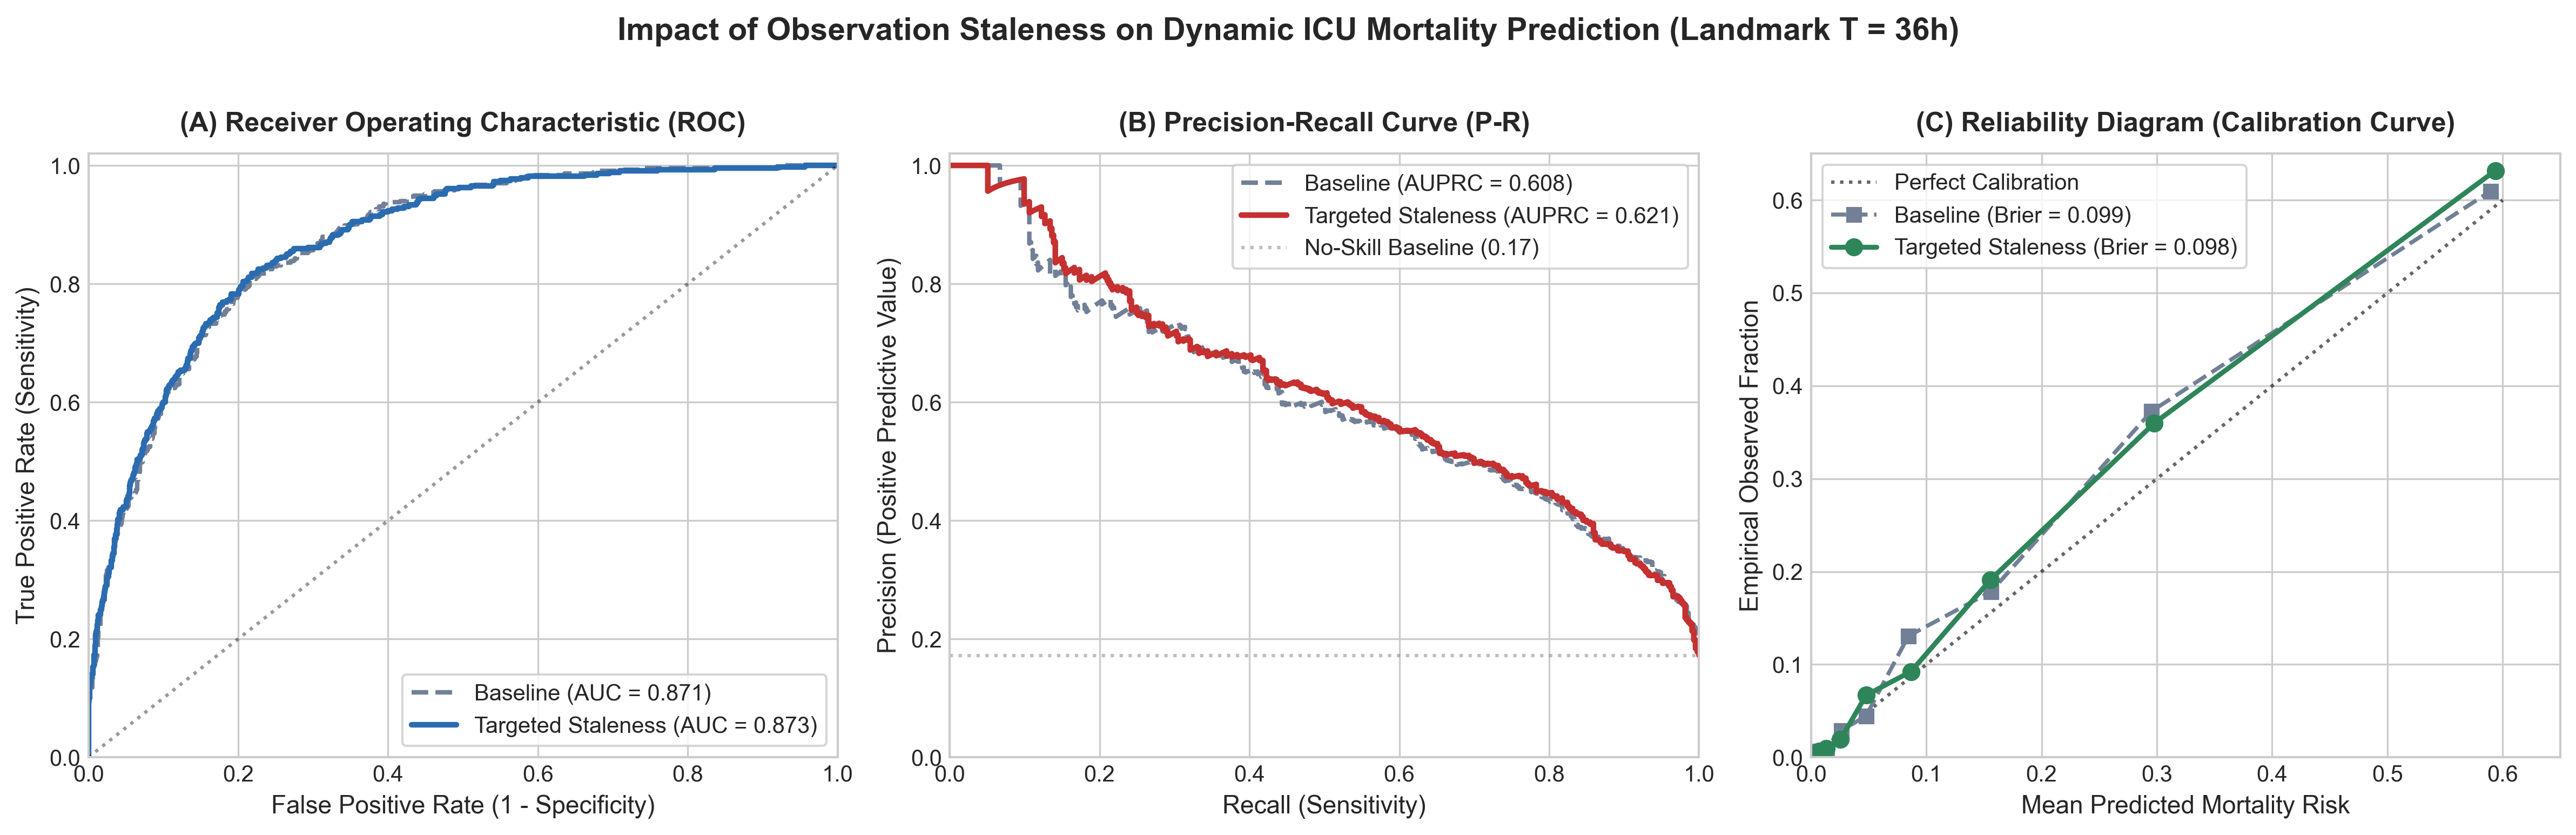 Impact of Observation Staleness on Dynamic ICU Mortality Prediction (Landmark T = 36h)
(A) Receiver Operating Characteristic (ROC)
True Positive Rate (Sensitivity)
1.0
0.8
0.6
0.4
0.2
0.0
Baseline (AUC = 0.871)
Targeted Staleness (AUC = 0.873)
0.0 0.2 0.4 0.6 0.8 1.0
False Positive Rate (1 - Specificity)
(B) Precision-Recall Curve (P-R)
Precision (Positive Predictive Value)
1.0
0.8
0.6
0.4
0.2
0.0
Baseline (AUPRC = 0.608)
Targeted Staleness (AUPRC = 0.621)
No-Skill Baseline (0.17)
0.0 0.2 0.4 0.6 0.8 1.0
Recall (Sensitivity)
(C) Reliability Diagram (Calibration Curve)
Empirical Observed Fraction
0.6
0.5
0.4
0.3
0.2
0.1
0.0
Perfect Calibration
Baseline (Brier = 0.099)
Targeted Staleness (Brier = 0.098)
0.0 0.1 0.2 0.3 0.4 0.5 0.6
Mean Predicted Mortality Risk